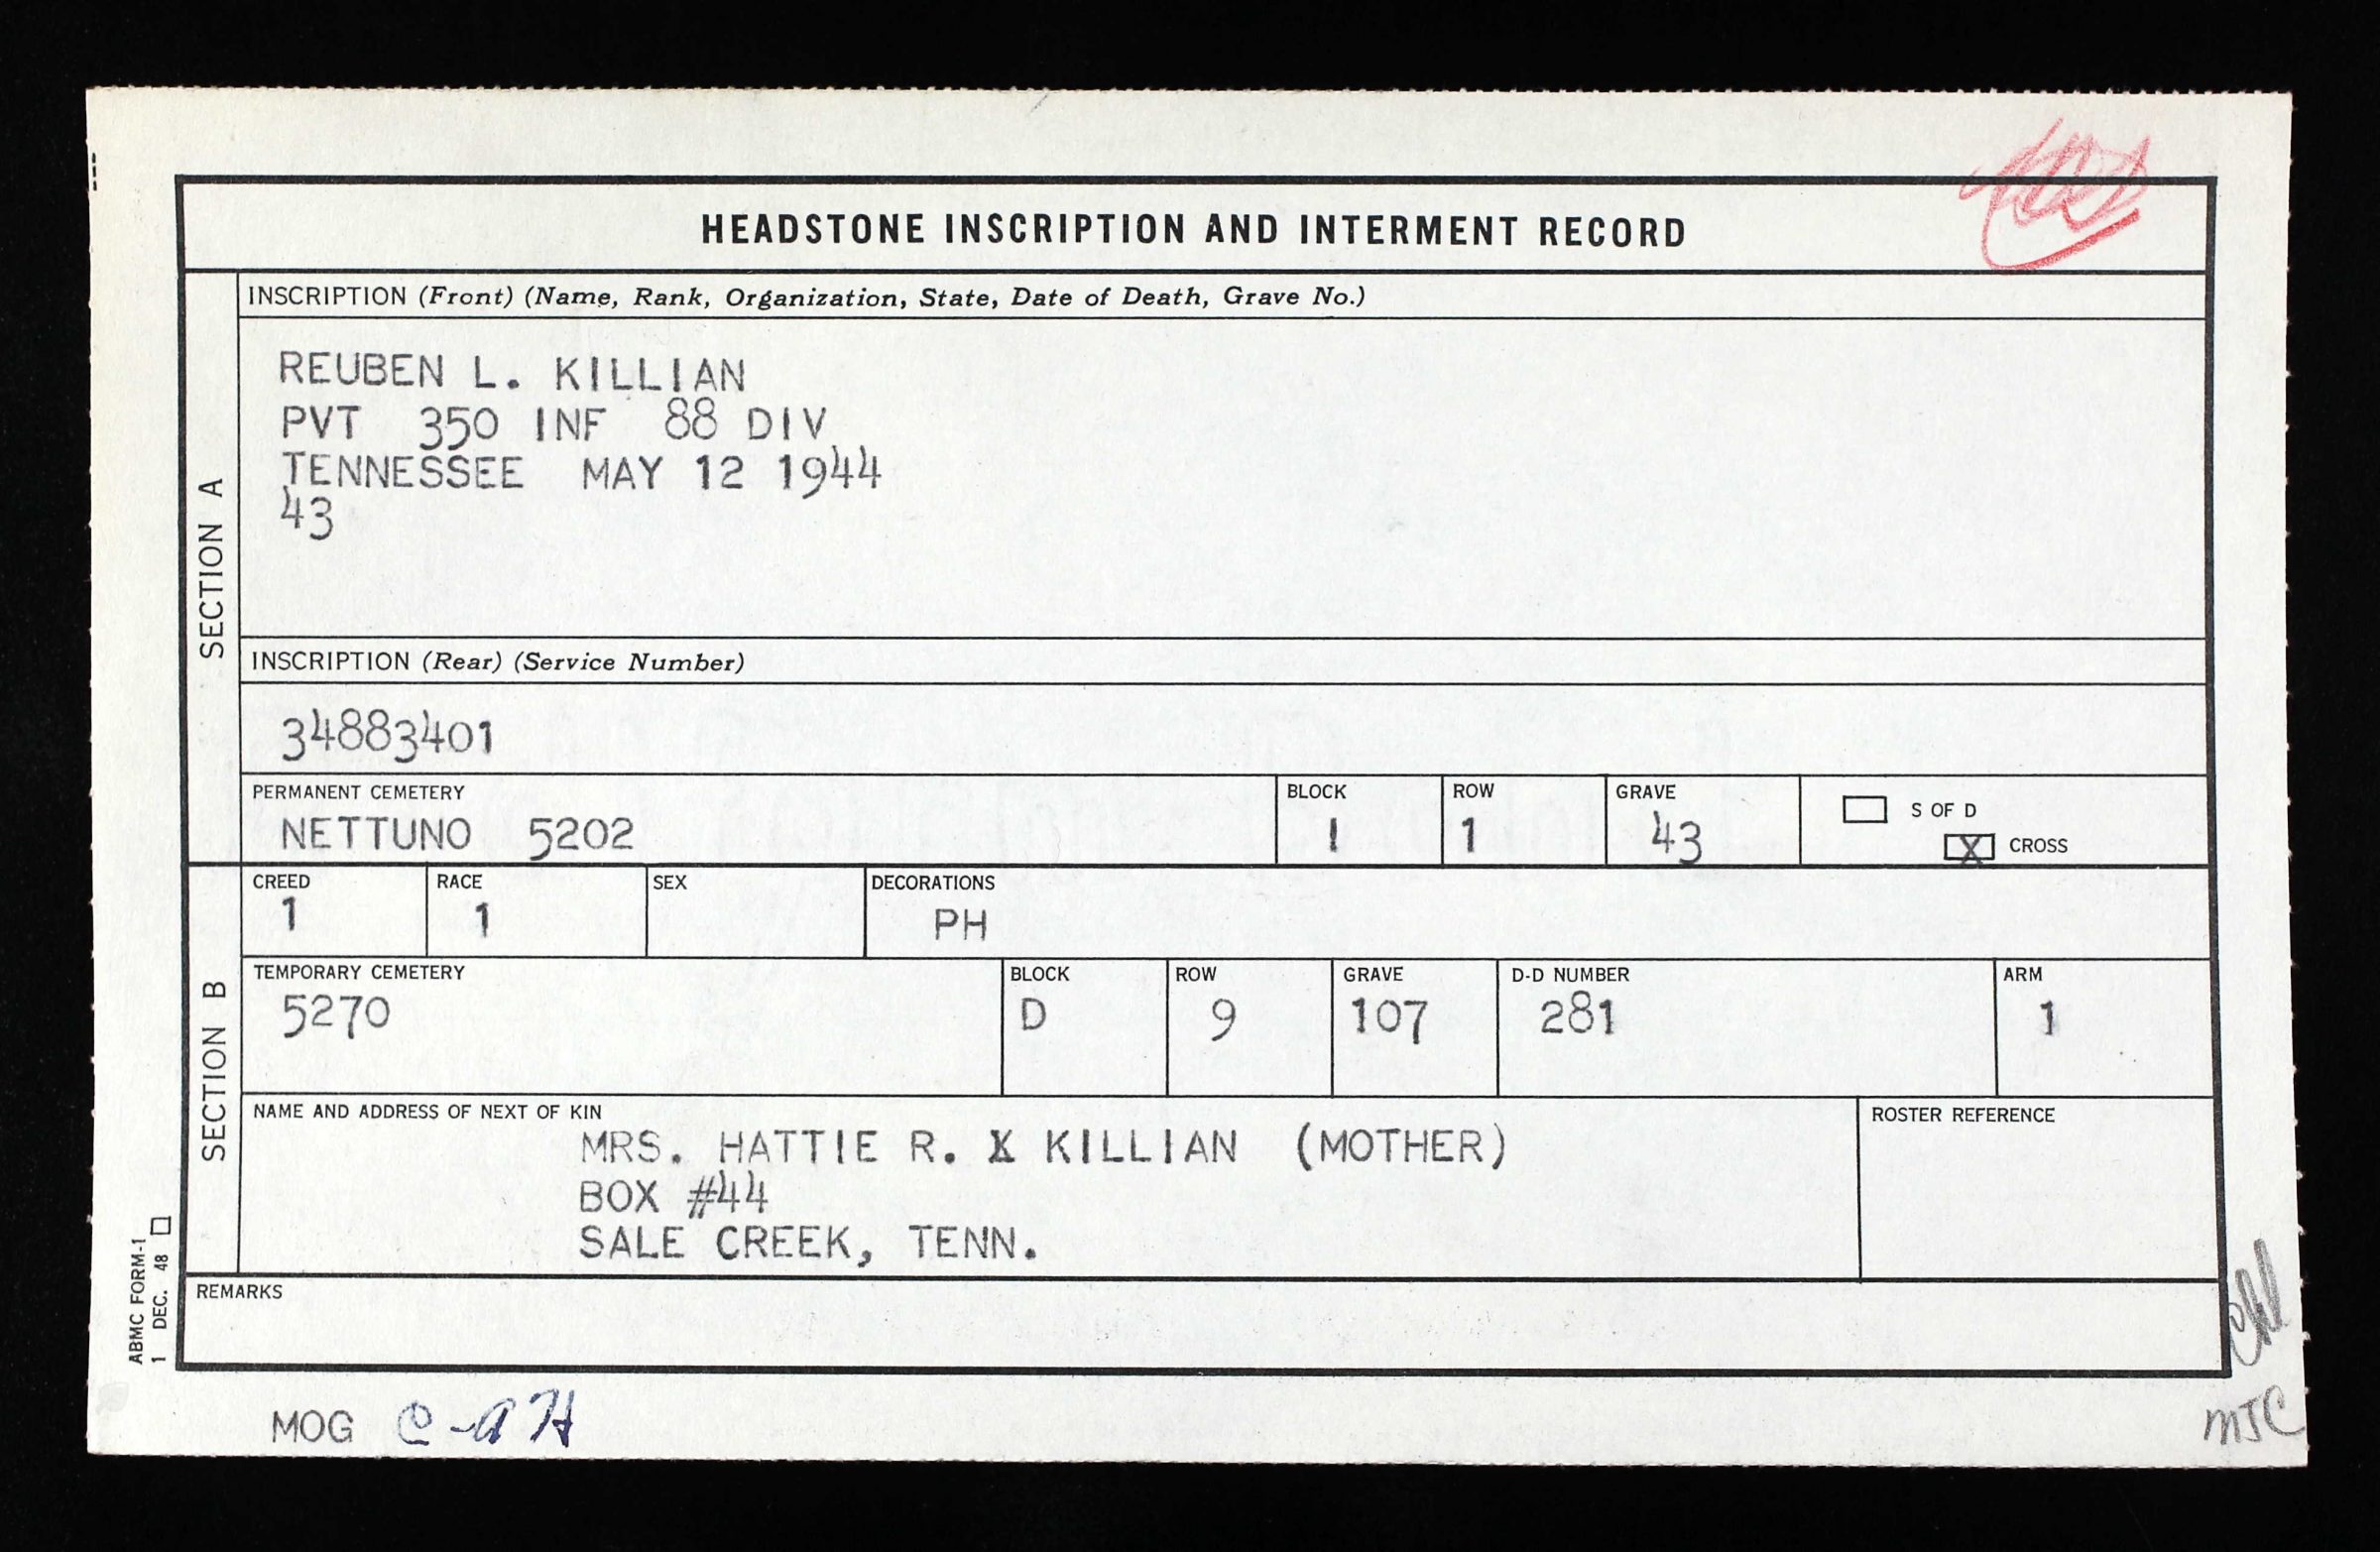 HEADSTONE INSCRIPTION AND INTERMENT RECORD
SECTION A
INSCRIPTION (Front) (Name, Rank, Organization, State, Date of Death, Grave No.)
REUBEN L. KILLIAN
PVT 350 INF 88 DIV
TENNESSEE MAY 12 1944
43
INSCRIPTION (Rear) (Service Number)
34883401
PERMANENT CEMETERY BLOCK ROW GRAVE
NETTUNO 5202 1 1 43
S OF D
X CROSS
SECTION B
CREED RACE SEX DECORATIONS
1 1 PH
TEMPORARY CEMETERY BLOCK ROW GRAVE D-D NUMBER ARM
5270 D 9 107 281 1
NAME AND ADDRESS OF NEXT OF KIN ROSTER REFERENCE
MRS. HATTIE R. X KILLIAN (MOTHER)
BOX #44
SALE CREEK, TENN.
REMARKS
ABMC FORM-1
1 DEC. 48
MOG C-AH
MJC